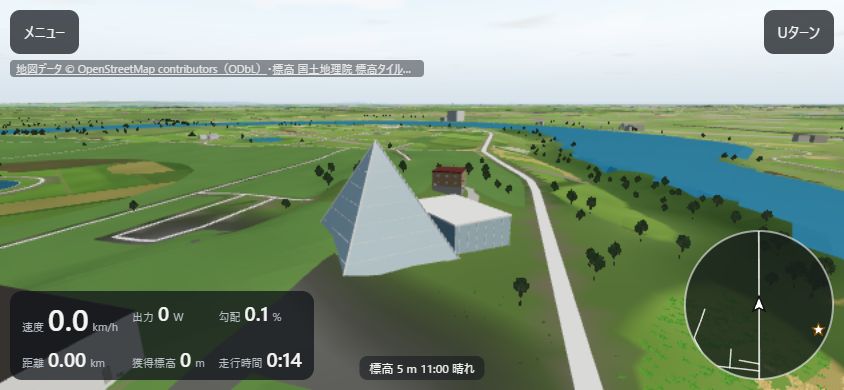 メニュー
Uターン
地図データ © OpenStreetMap contributors（ODbL）・標高 国土地理院 標高タイル...
速度 0.0 km/h
出力 0 W
勾配 0.1 %
距離 0.00 km
獲得標高 0 m
走行時間 0:14
標高 5 m 11:00 晴れ